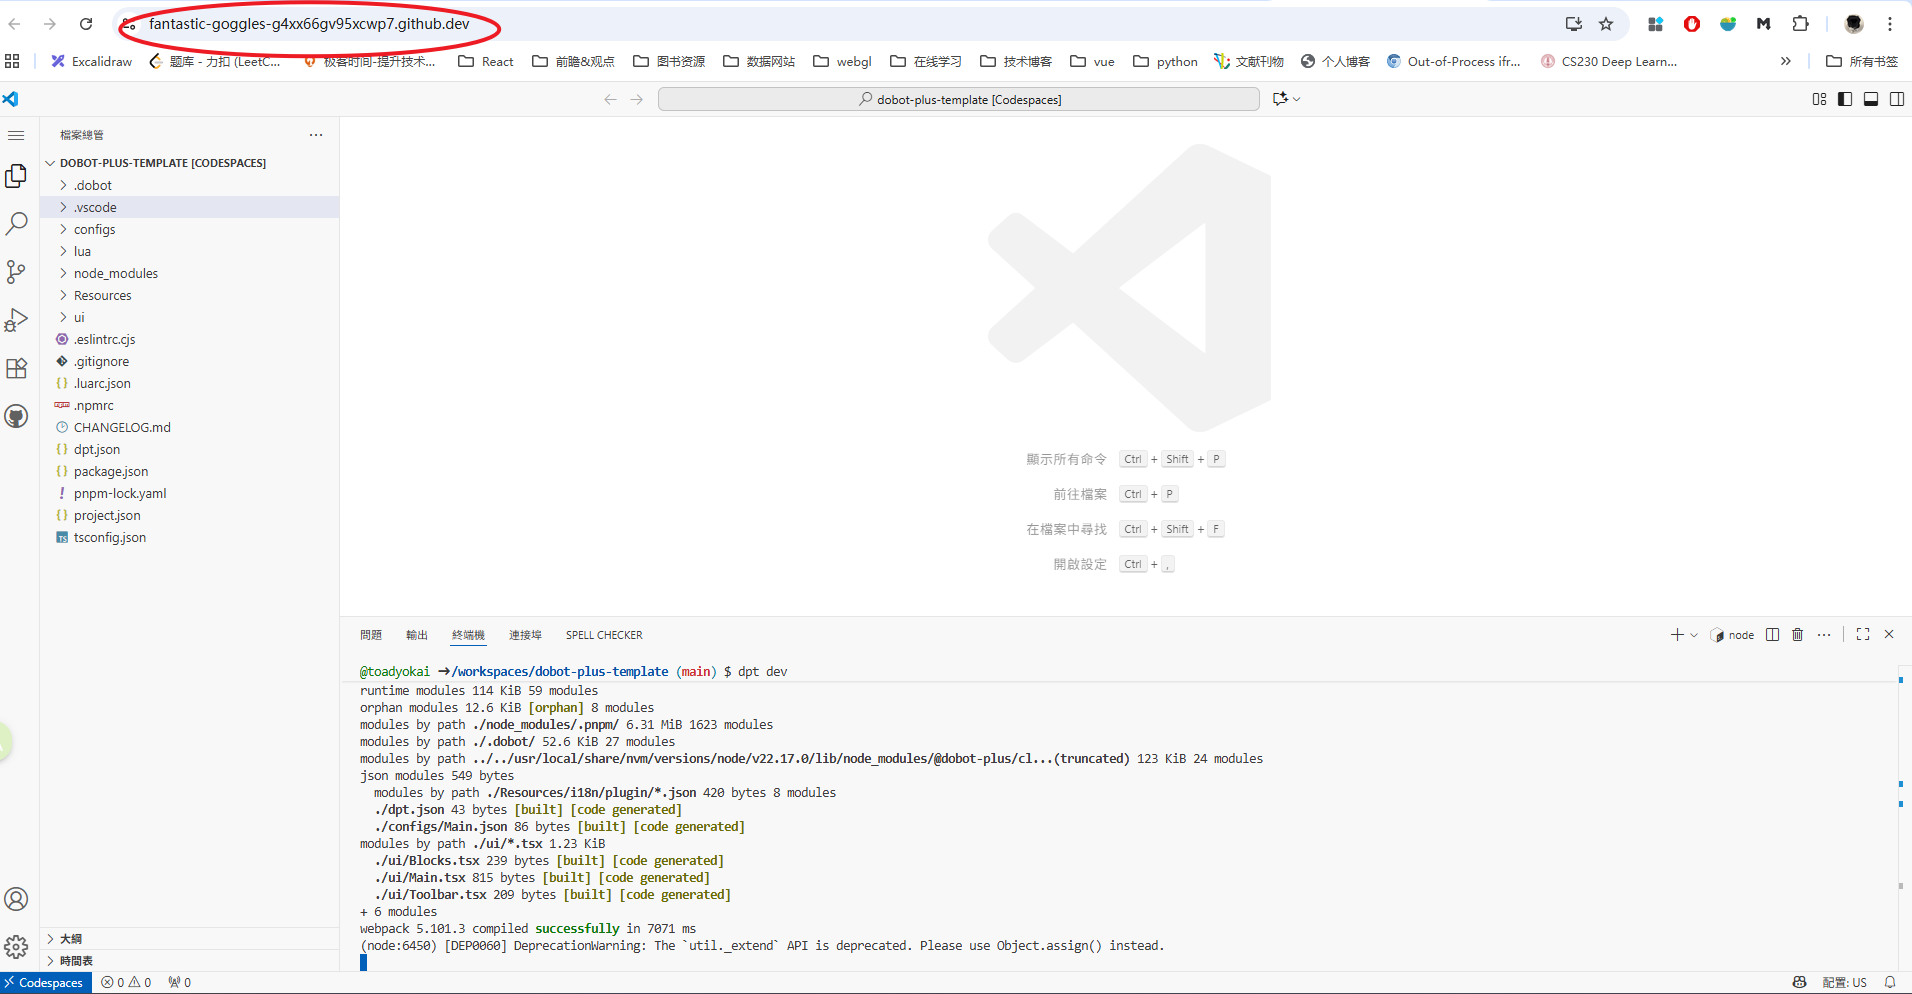 fantastic-goggles-g4xx66gv95xcwp7.github.dev
Excalidraw 题库 - 力扣 (LeetC... 极客时间-提升技术... React 前瞻&观点 图书资源 数据网站 webgl 在线学习 技术博客 vue python 文献刊物 个人博客 Out-of-Process ifr... CS230 Deep Learn... 所有书签
dobot-plus-template [Codespaces]
檔案總管
DOBOT-PLUS-TEMPLATE [CODESPACES]
.dobot
.vscode
configs
lua
node_modules
Resources
ui
.eslintrc.cjs
.gitignore
.luarc.json
.npmrc
CHANGELOG.md
dpt.json
package.json
pnpm-lock.yaml
project.json
tsconfig.json
大綱
時間表
顯示所有命令 Ctrl + Shift + P
前往檔案 Ctrl + P
在檔案中尋找 Ctrl + Shift + F
開啟設定 Ctrl + ,
問題 輸出 終端機 連接埠 SPELL CHECKER
node
@toadyokai ➜/workspaces/dobot-plus-template (main) $ dpt dev
runtime modules 114 KiB 59 modules
orphan modules 12.6 KiB [orphan] 8 modules
modules by path ./node_modules/.pnpm/ 6.31 MiB 1623 modules
modules by path ./.dobot/ 52.6 KiB 27 modules
modules by path ../../usr/local/share/nvm/versions/node/v22.17.0/lib/node_modules/@dobot-plus/cl...(truncated) 123 KiB 24 modules
json modules 549 bytes
modules by path ./Resources/i18n/plugin/*.json 420 bytes 8 modules
./dpt.json 43 bytes [built] [code generated]
./configs/Main.json 86 bytes [built] [code generated]
modules by path ./ui/*.tsx 1.23 KiB
./ui/Blocks.tsx 239 bytes [built] [code generated]
./ui/Main.tsx 815 bytes [built] [code generated]
./ui/Toolbar.tsx 209 bytes [built] [code generated]
+ 6 modules
webpack 5.101.3 compiled successfully in 7071 ms
(node:6450) [DEP0060] DeprecationWarning: The `util._extend` API is deprecated. Please use Object.assign() instead.
Codespaces 0 0 0 配置: US